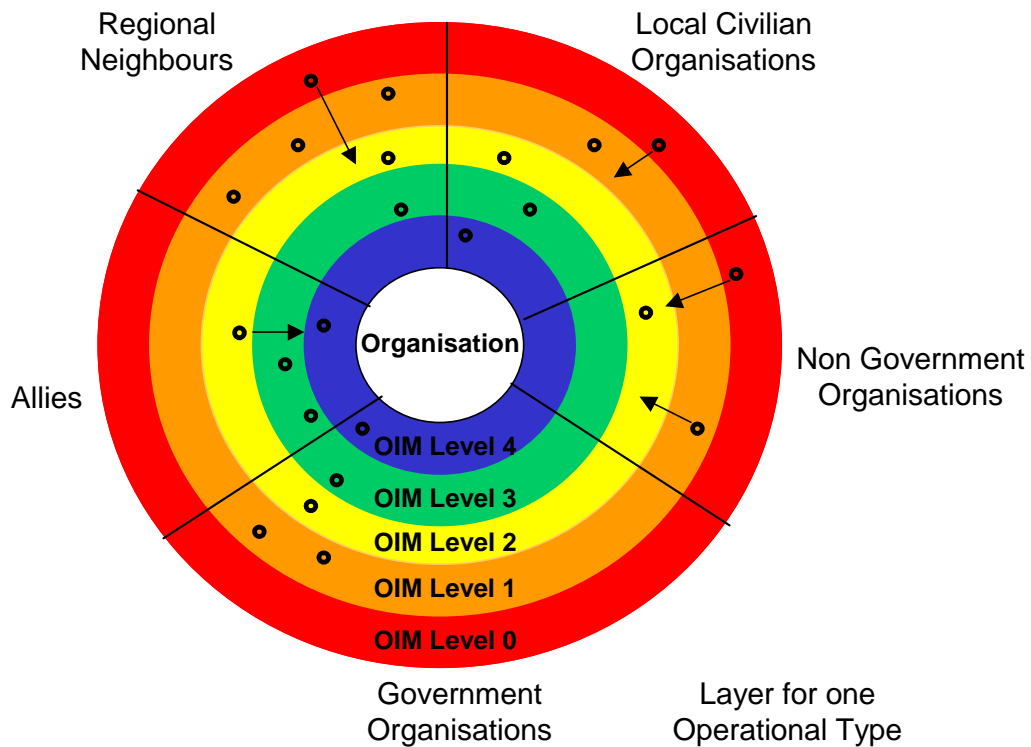 Regional
Neighbours
Local Civilian
Organisations
Organisation
Non Government
Organisations
Allies
OIM Level 4
OIM Level 3
OIM Level 2
OIM Level 1
OIM Level 0
Government
Organisations
Layer for one
Operational Type